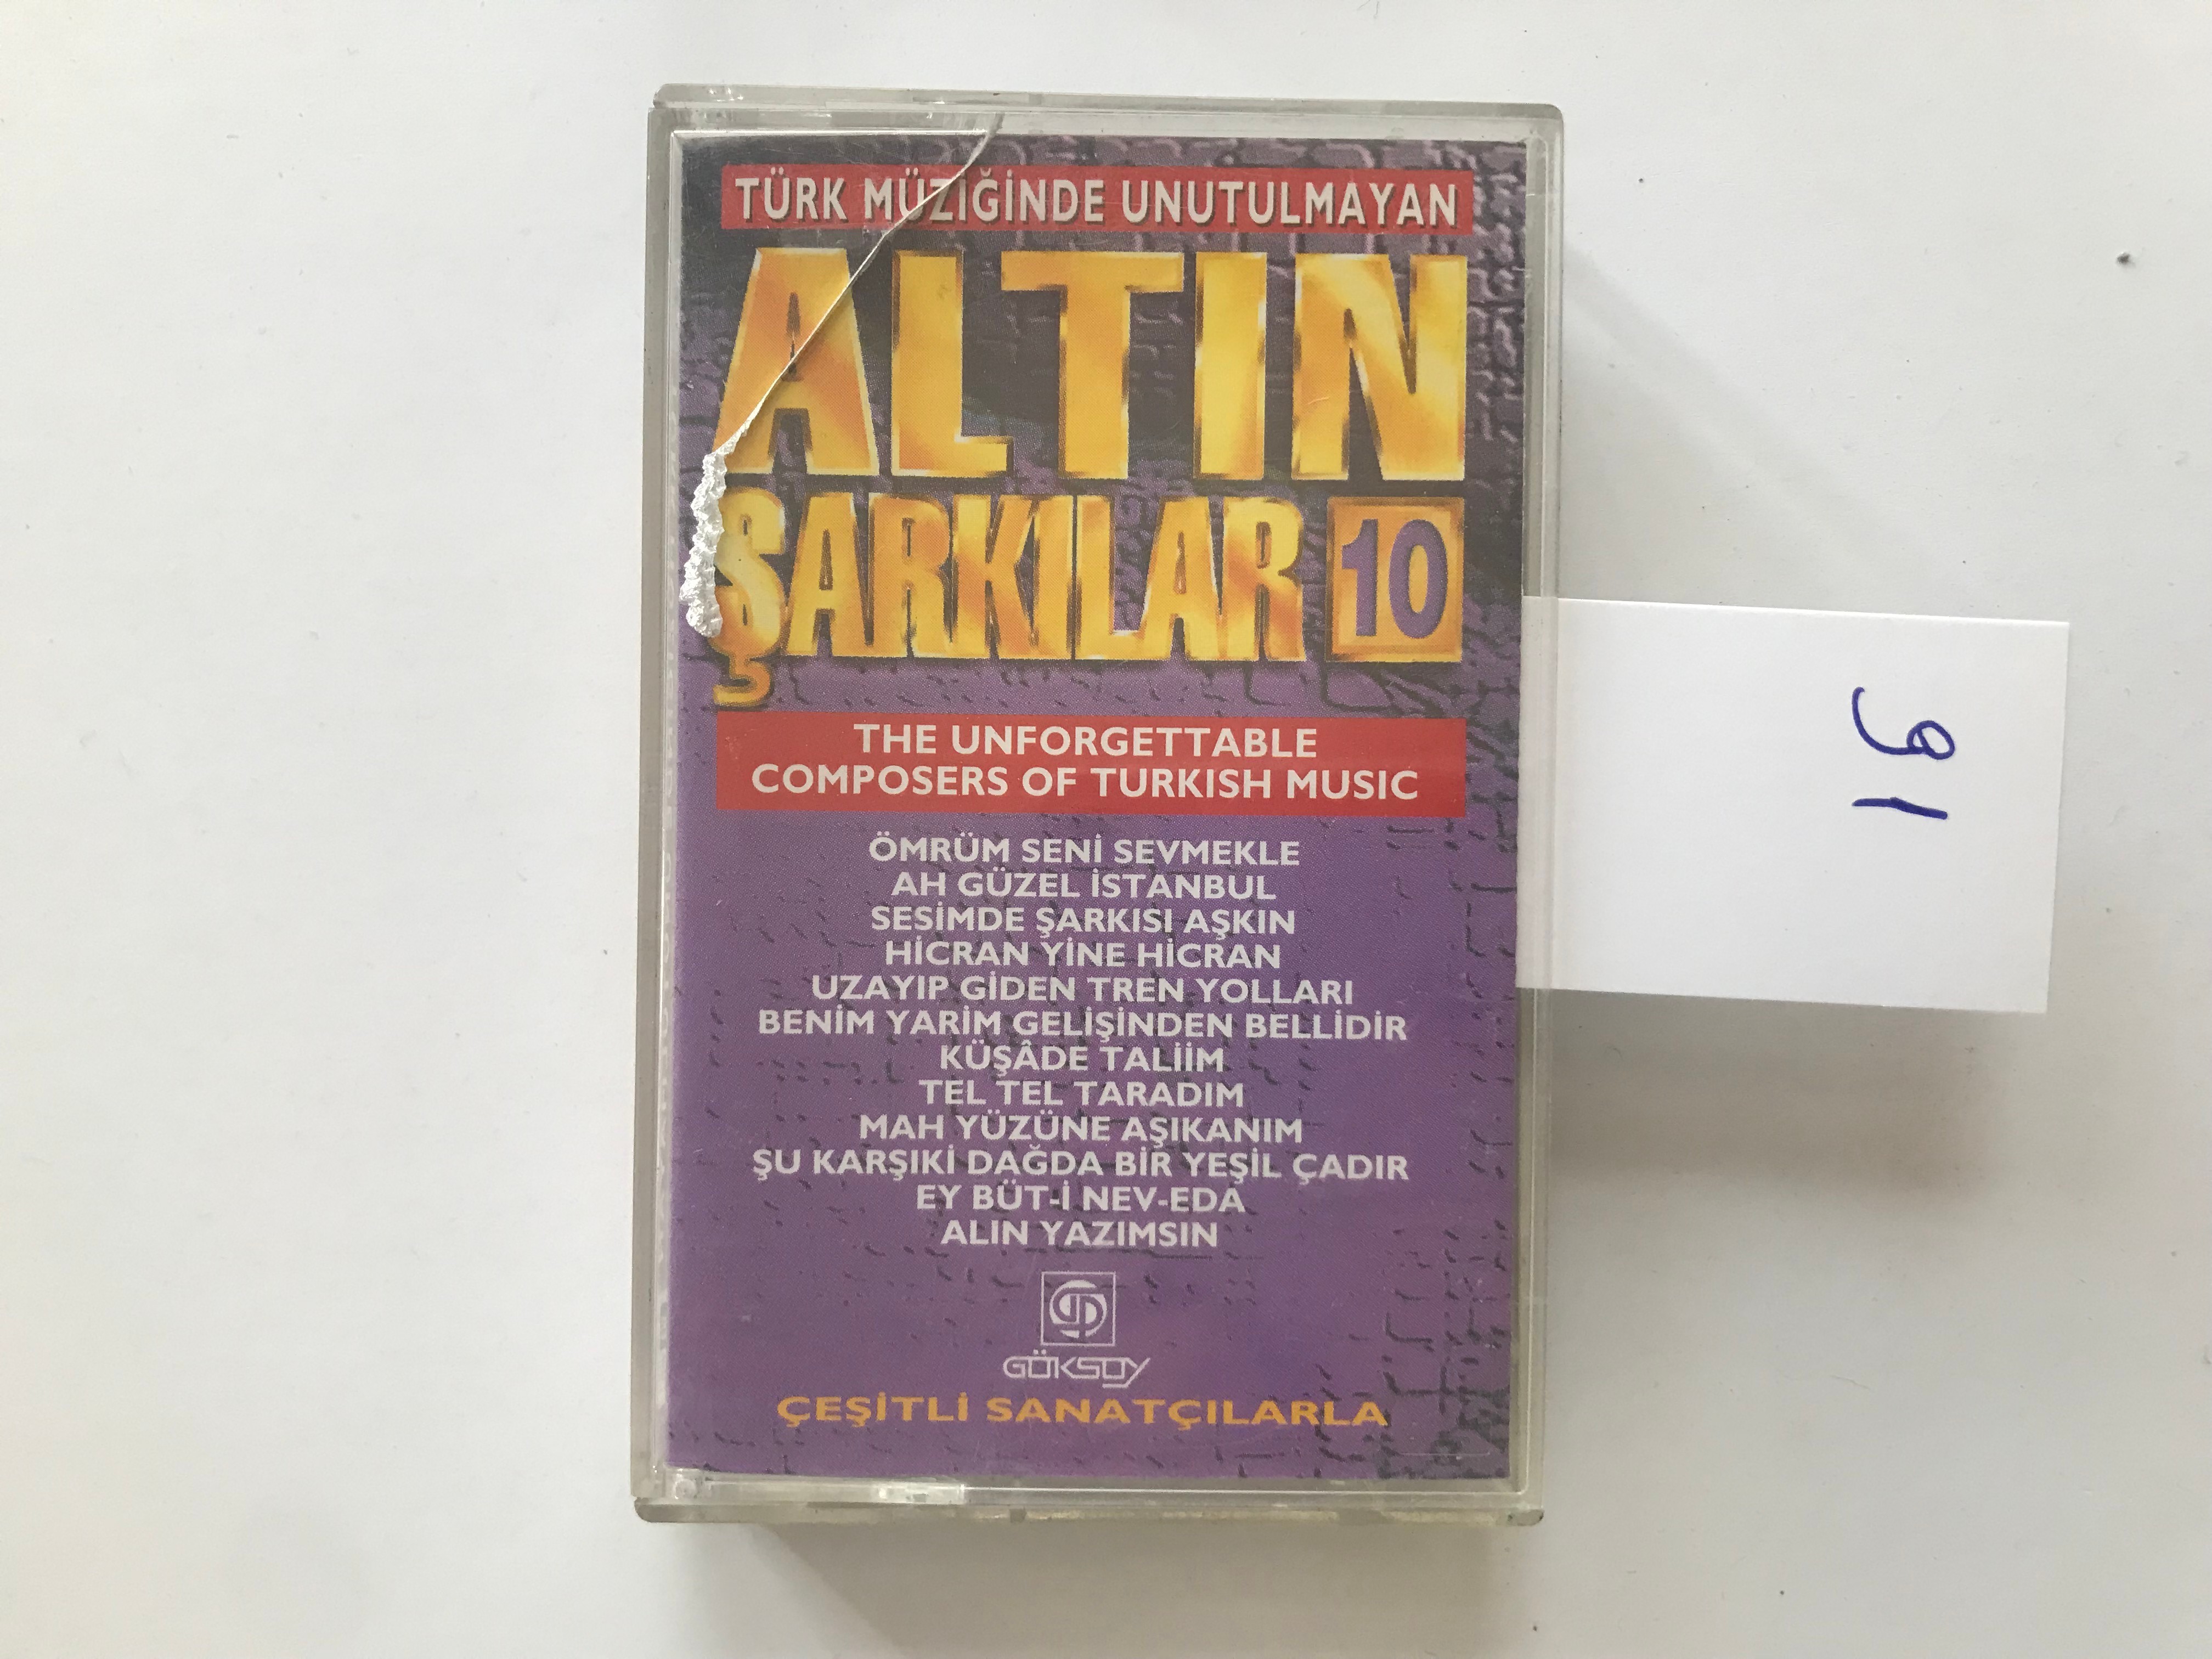 TÜRK MÜZİĞİNDE UNUTULMAYAN
ALTIN
ŞARKILAR 10
THE UNFORGETTABLE
COMPOSERS OF TURKISH MUSIC
ÖMRÜM SENİ SEVMEKLE
AH GÜZEL İSTANBUL
SESİMDE ŞARKISI AŞKIN
HİCRAN YİNE HİCRAN
UZAYIP GİDEN TREN YOLLARI
BENİM YARİM GELİŞİNDEN BELLİDİR
KÜŞÂDE TALİİM
TEL TEL TARADIM
MAH YÜZÜNE AŞIKANIM
ŞU KARŞIKİ DAĞDA BİR YEŞİL ÇADIR
EY BÜT-İ NEV-EDA
ALIN YAZIMSIN
GÖKSOY
ÇEŞİTLİ SANATÇILARLA
91